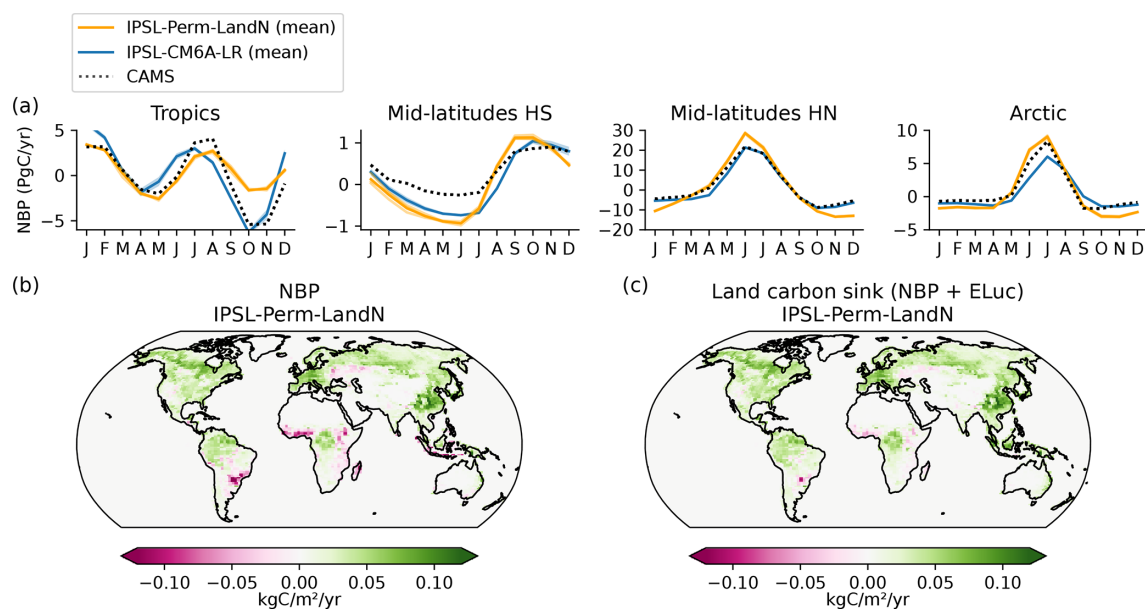 IPSL-Perm-LandN (mean)
IPSL-CM6A-LR (mean)
CAMS
(a)
Tropics
Mid-latitudes HS
Mid-latitudes HN
Arctic
NBP (PgC/yr)
5
0
−5
J F M A M J J A S O N D
1
0
−1
J F M A M J J A S O N D
30
20
10
0
−10
−20
J F M A M J J A S O N D
10
5
0
−5
J F M A M J J A S O N D
(b)
NBP
IPSL-Perm-LandN
−0.10 −0.05 0.00 0.05 0.10
kgC/m²/yr
(c)
Land carbon sink (NBP + ELuc)
IPSL-Perm-LandN
−0.10 −0.05 0.00 0.05 0.10
kgC/m²/yr